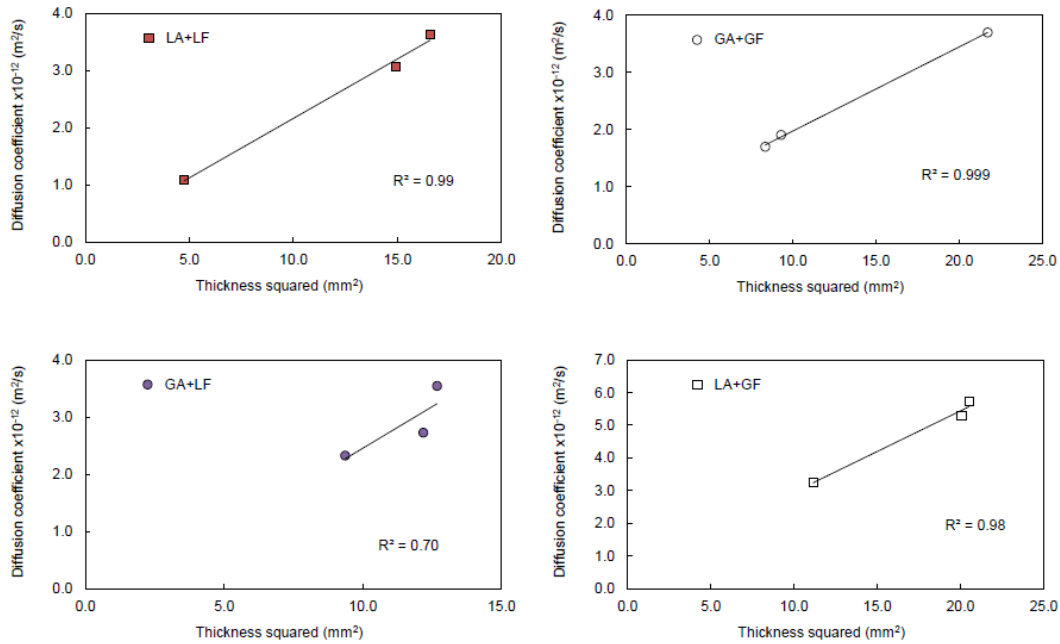 4.0
3.0
2.0
1.0
0.0
Diffusion coefficient x10⁻¹² (m²/s)
LA+LF
R² = 0.99
0.0 5.0 10.0 15.0 20.0
Thickness squared (mm²)
4.0
3.0
2.0
1.0
0.0
Diffusion coefficient x10⁻¹² (m²/s)
GA+GF
R² = 0.999
0.0 5.0 10.0 15.0 20.0 25.0
Thickness squared (mm²)
4.0
3.0
2.0
1.0
0.0
Diffusion coefficient x10⁻¹² (m²/s)
GA+LF
R² = 0.70
0.0 5.0 10.0 15.0
Thickness squared (mm²)
7.0
6.0
5.0
4.0
3.0
2.0
1.0
0.0
Diffusion coefficient x10⁻¹² (m²/s)
LA+GF
R² = 0.98
0.0 5.0 10.0 15.0 20.0 25.0
Thickness squared (mm²)